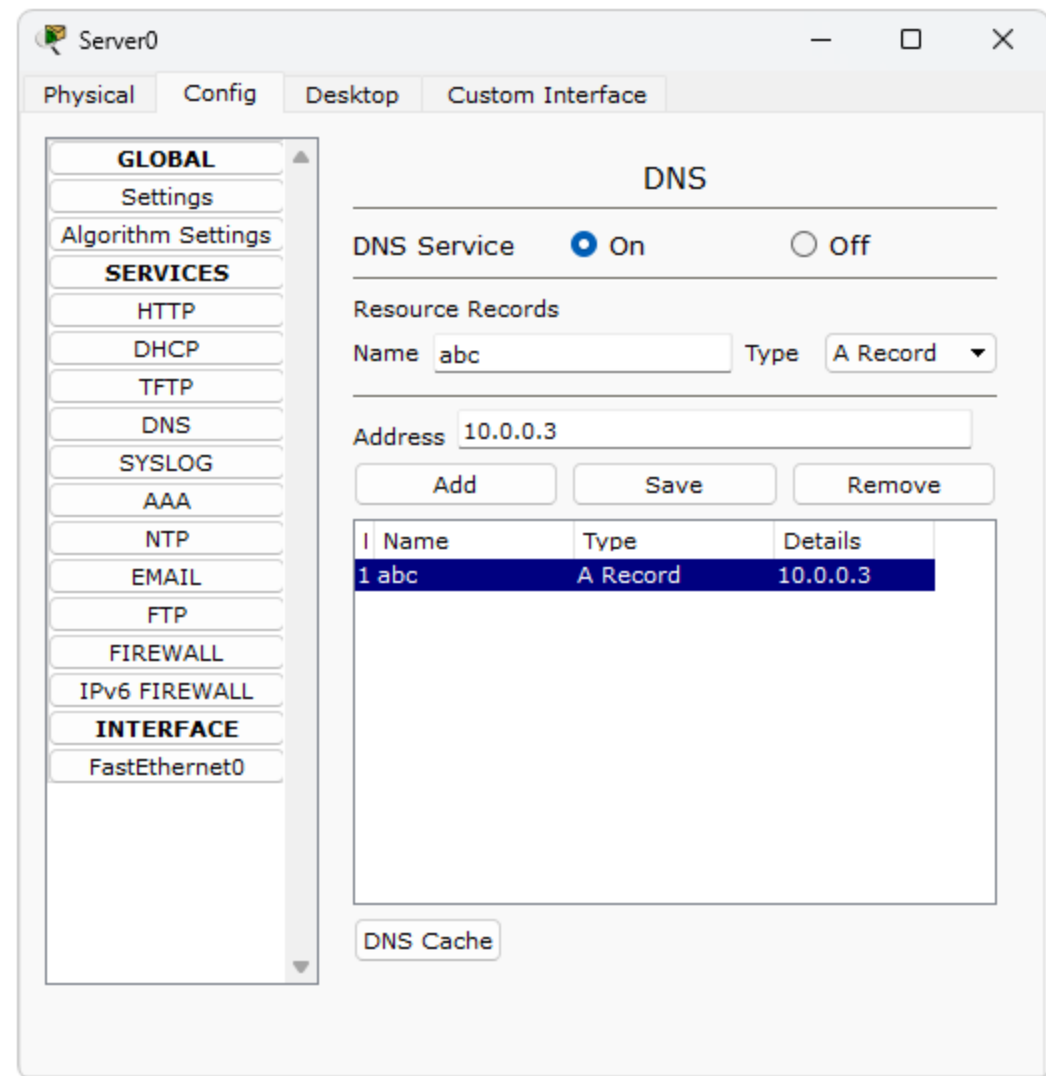 Server0
Physical Config Desktop Custom Interface
GLOBAL
Settings
Algorithm Settings
SERVICES
HTTP
DHCP
TFTP
DNS
SYSLOG
AAA
NTP
EMAIL
FTP
FIREWALL
IPv6 FIREWALL
INTERFACE
FastEthernet0
DNS
DNS Service On Off
Resource Records
Name abc Type A Record
Address 10.0.0.3
Add Save Remove
Name Type Details
1 abc A Record 10.0.0.3
DNS Cache